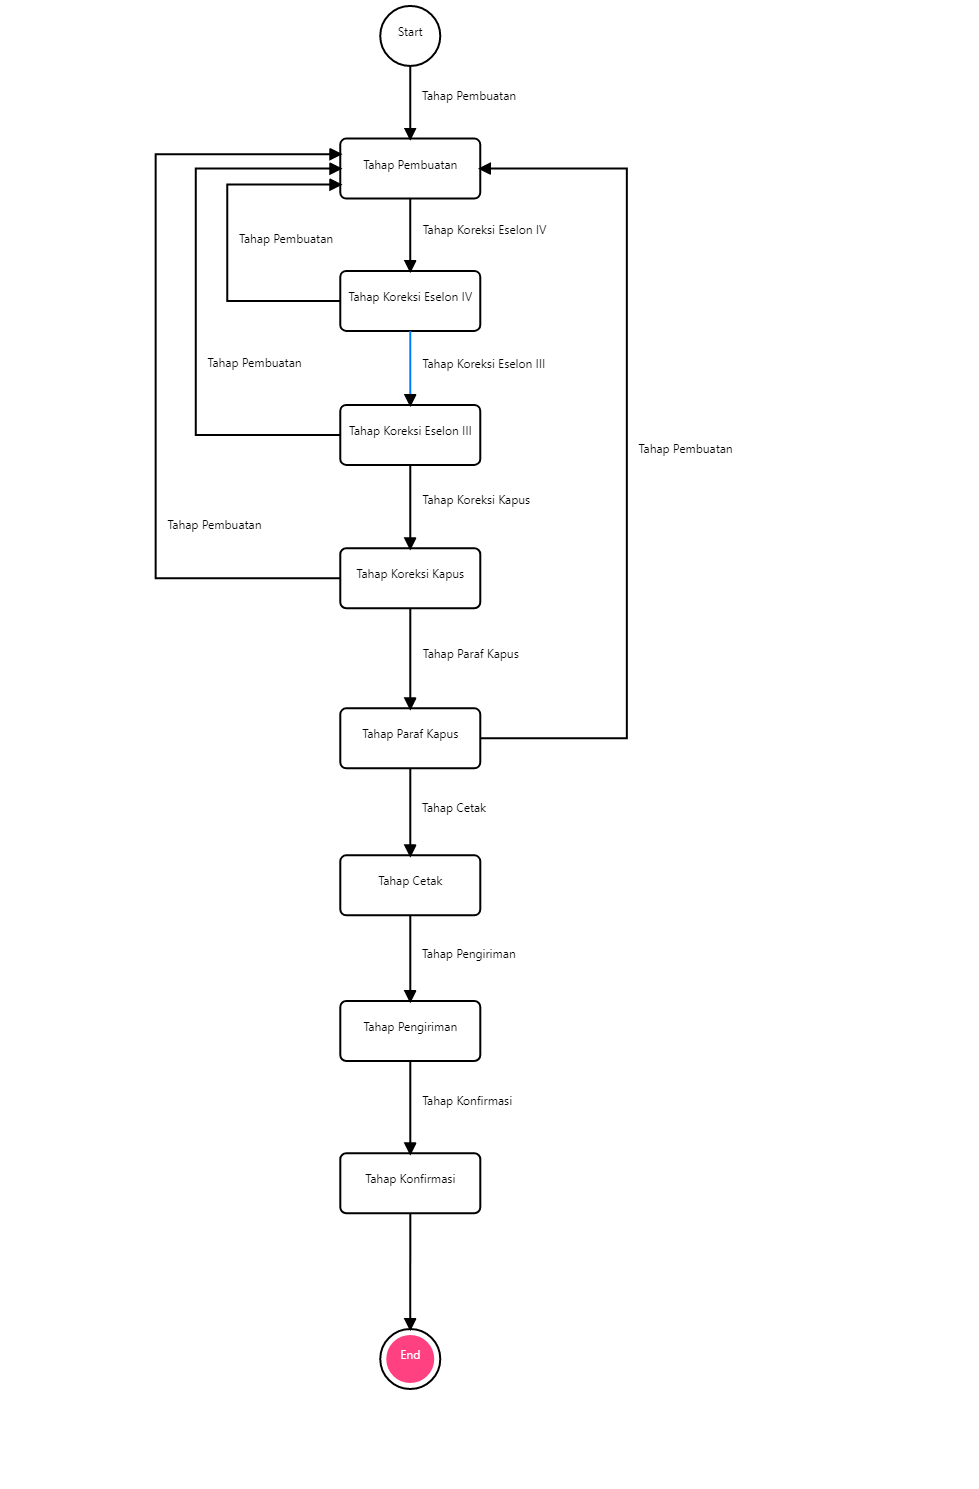 Start
Tahap Pembuatan
Tahap Pembuatan
Tahap Koreksi Eselon IV
Tahap Pembuatan
Tahap Koreksi Eselon IV
Tahap Pembuatan
Tahap Koreksi Eselon III
Tahap Koreksi Eselon III
Tahap Pembuatan
Tahap Koreksi Kapus
Tahap Pembuatan
Tahap Koreksi Kapus
Tahap Paraf Kapus
Tahap Paraf Kapus
Tahap Cetak
Tahap Cetak
Tahap Pengiriman
Tahap Pengiriman
Tahap Konfirmasi
Tahap Konfirmasi
End